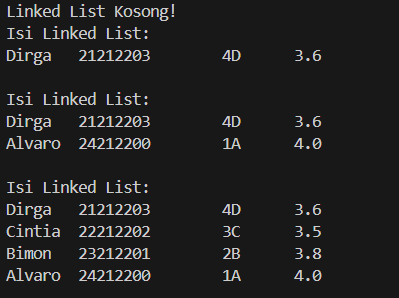 Linked List Kosong!
Isi Linked List:
Dirga 21212203 4D 3.6
Isi Linked List:
Dirga 21212203 4D 3.6
Alvaro 24212200 1A 4.0
Isi Linked List:
Dirga 21212203 4D 3.6
Cintia 22212202 3C 3.5
Bimon 23212201 2B 3.8
Alvaro 24212200 1A 4.0